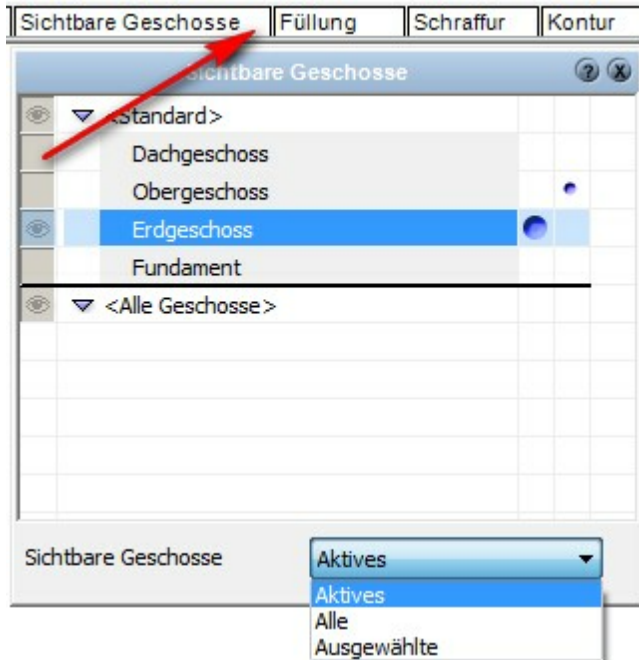 Sichtbare Geschosse Füllung Schraffur Kontur
Sichtbare Geschosse
<Standard>
Dachgeschoss
Obergeschoss
Erdgeschoss
Fundament
<Alle Geschosse>
Sichtbare Geschosse Aktives
Aktives
Alle
Ausgewählte